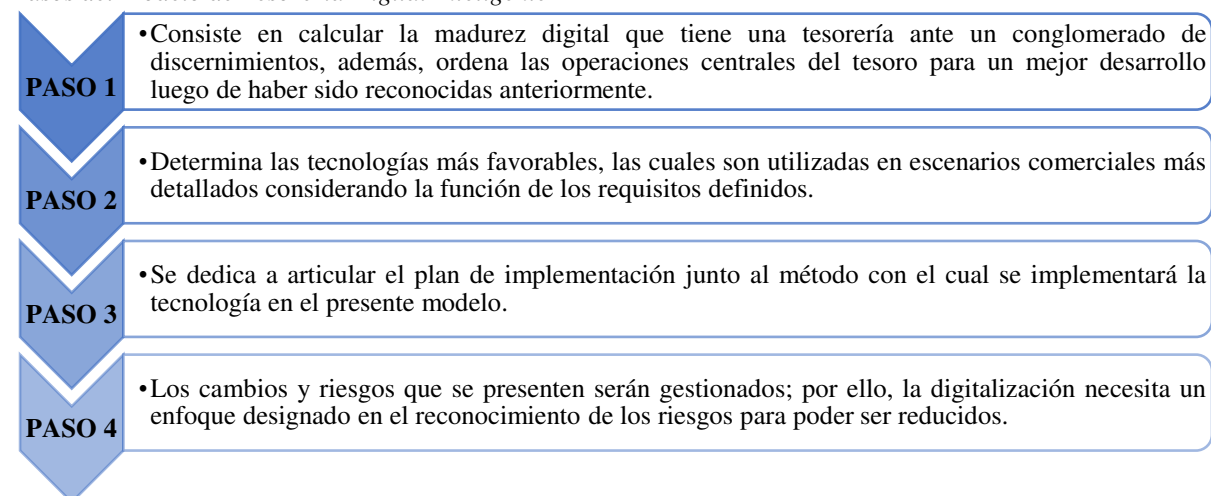 PASO 1
•Consiste en calcular la madurez digital que tiene una tesorería ante un conglomerado de
discernimientos, además, ordena las operaciones centrales del tesoro para un mejor desarrollo
luego de haber sido reconocidas anteriormente.
PASO 2
•Determina las tecnologías más favorables, las cuales son utilizadas en escenarios comerciales más
detallados considerando la función de los requisitos definidos.
PASO 3
•Se dedica a articular el plan de implementación junto al método con el cual se implementará la
tecnología en el presente modelo.
PASO 4
•Los cambios y riesgos que se presenten serán gestionados; por ello, la digitalización necesita un
enfoque designado en el reconocimiento de los riesgos para poder ser reducidos.